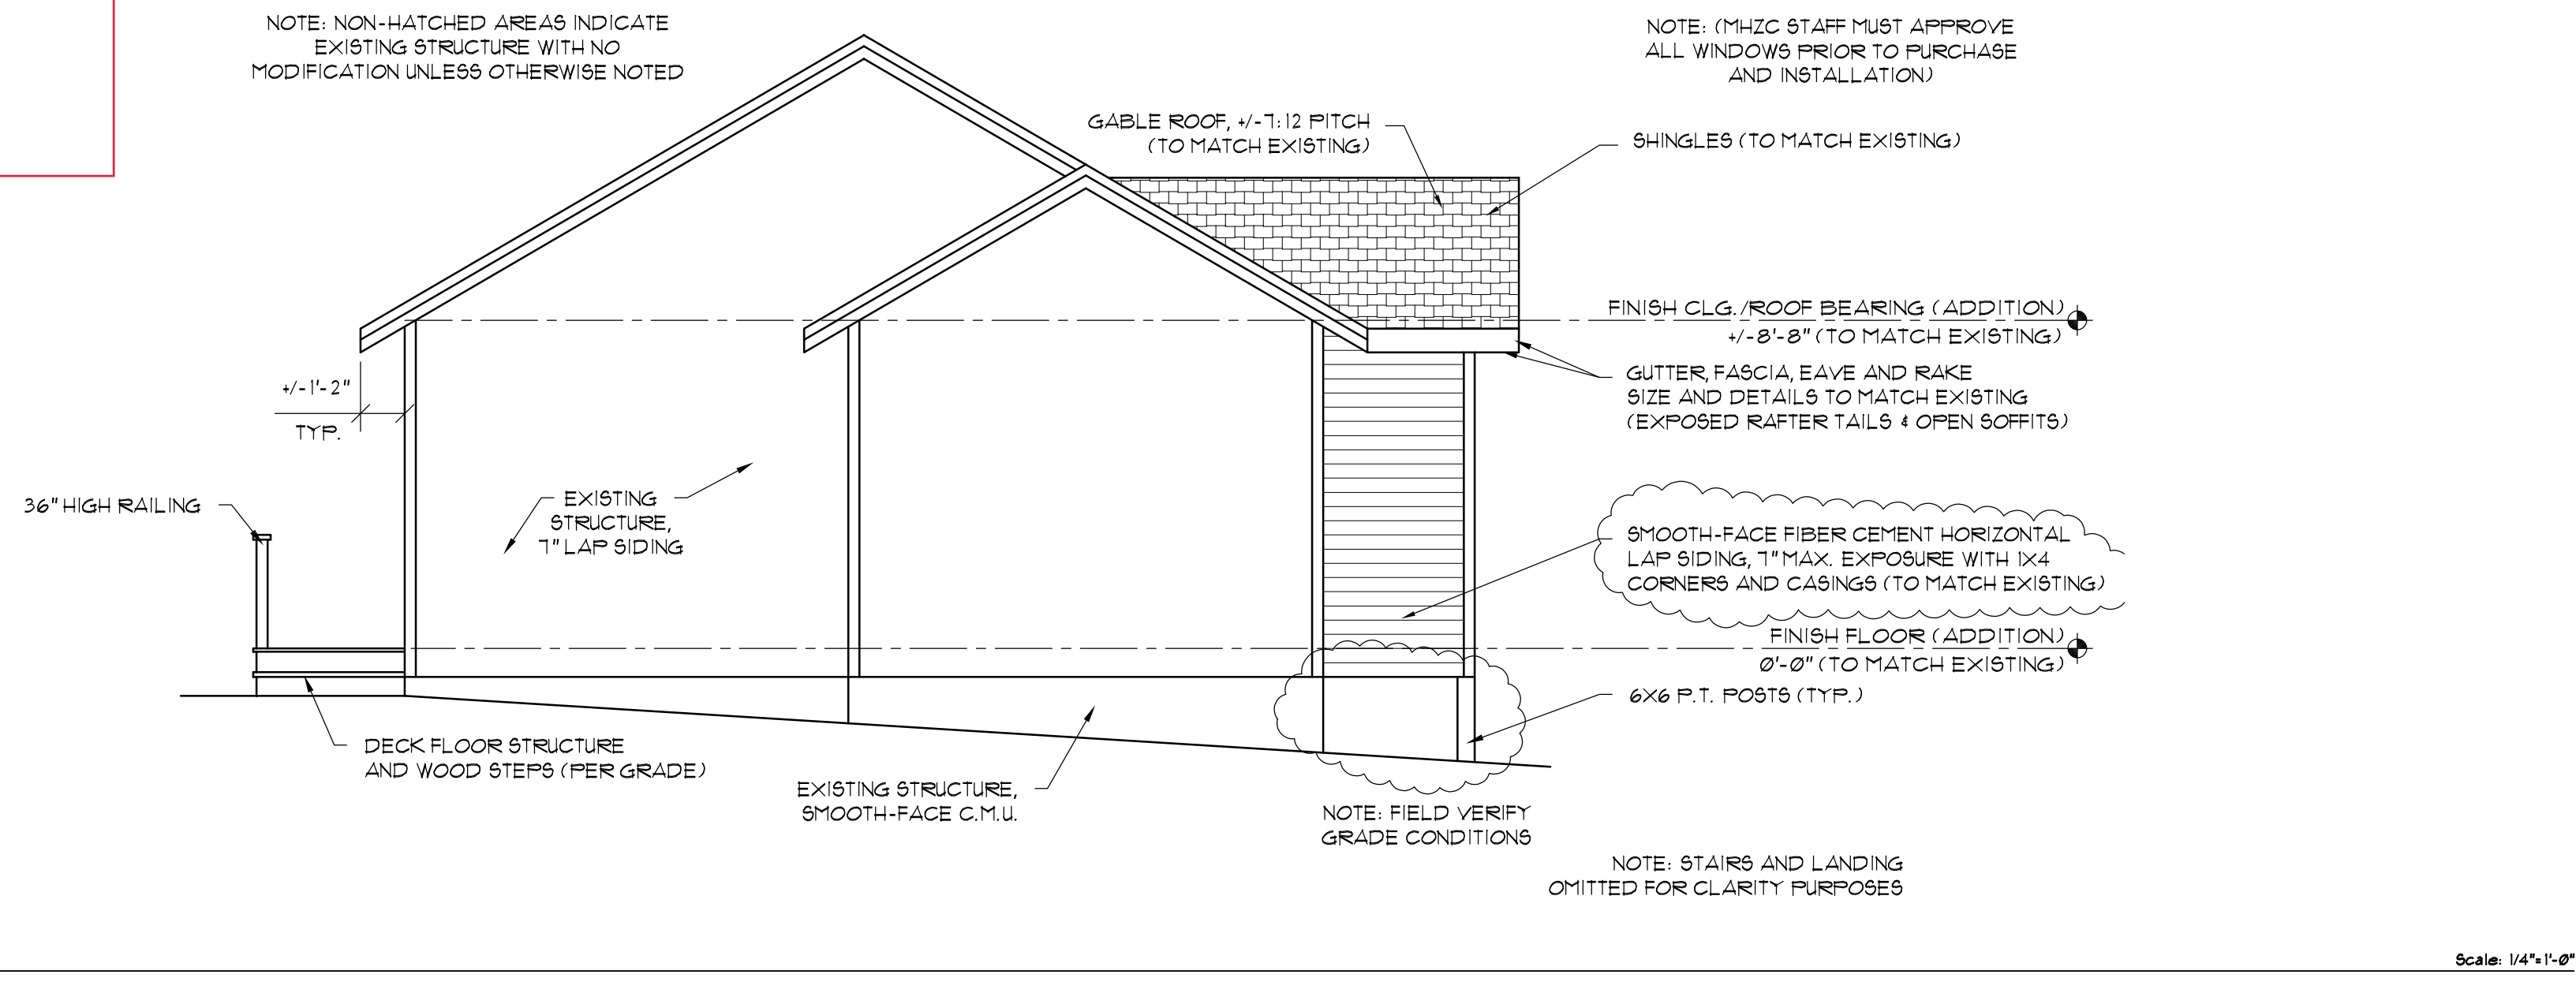 NOTE: NON-HATCHED AREAS INDICATE
EXISTING STRUCTURE WITH NO
MODIFICATION UNLESS OTHERWISE NOTED
NOTE: (MHZC STAFF MUST APPROVE
ALL WINDOWS PRIOR TO PURCHASE
AND INSTALLATION)
GABLE ROOF, +/-7:12 PITCH
(TO MATCH EXISTING)
SHINGLES (TO MATCH EXISTING)
FINISH CLG./ROOF BEARING (ADDITION)
+/-8'-8" (TO MATCH EXISTING)
GUTTER, FASCIA, EAVE AND RAKE
SIZE AND DETAILS TO MATCH EXISTING
(EXPOSED RAFTER TAILS & OPEN SOFFITS)
+/-1'-2"
TYP.
36" HIGH RAILING
EXISTING
STRUCTURE,
7" LAP SIDING
SMOOTH-FACE FIBER CEMENT HORIZONTAL
LAP SIDING, 7" MAX. EXPOSURE WITH 1X4
CORNERS AND CASINGS (TO MATCH EXISTING)
FINISH FLOOR (ADDITION)
0'-0" (TO MATCH EXISTING)
6X6 P.T. POSTS (TYP.)
DECK FLOOR STRUCTURE
AND WOOD STEPS (PER GRADE)
EXISTING STRUCTURE,
SMOOTH-FACE C.M.U.
NOTE: FIELD VERIFY
GRADE CONDITIONS
NOTE: STAIRS AND LANDING
OMITTED FOR CLARITY PURPOSES
Scale: 1/4"=1'-0"